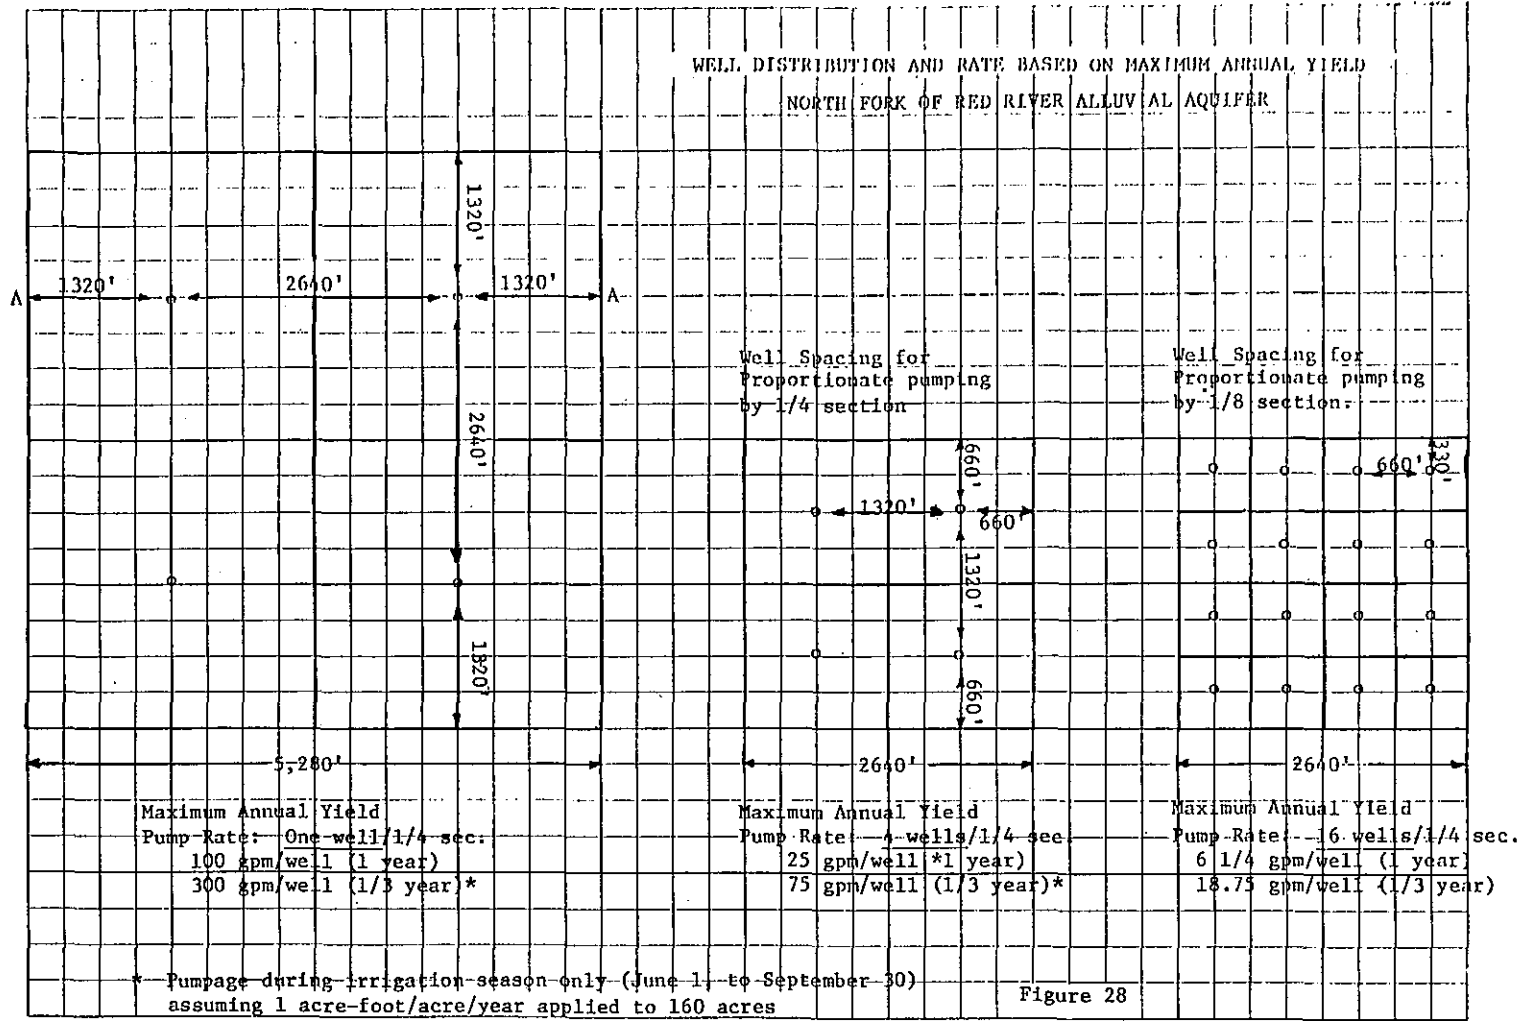 WELL DISTRIBUTION AND RATE BASED ON MAXIMUM ANNUAL YIELD
NORTH FORK OF RED RIVER ALLUV AL AQUIFER
1320'
A
1320'
2640'
1320'
A
2640'
1320'
5,280'
Well Spacing for
Proportionate pumping
by 1/4 section
660'
1320'
660'
1320'
660'
2640'
Well Spacing for
Proportionate pumping
by 1/8 section.
330'
660'
2640'
Maximum Annual Yield
Pump Rate: One well/1/4 sec.
100 gpm/well (1 year)
300 gpm/well (1/3 year)*
Maximum Annual Yield
Pump Rate: 4 wells/1/4 sec
25 gpm/well *1 year)
75 gpm/well (1/3 year)*
Maximum Annual Yield
Pump Rate: 16 wells/1/4 sec.
6 1/4 gpm/well (1 year)
18.75 gpm/well (1/3 year)
* Pumpage during irrigation season only (June 1, to September 30)
assuming 1 acre-foot/acre/year applied to 160 acres
Figure 28